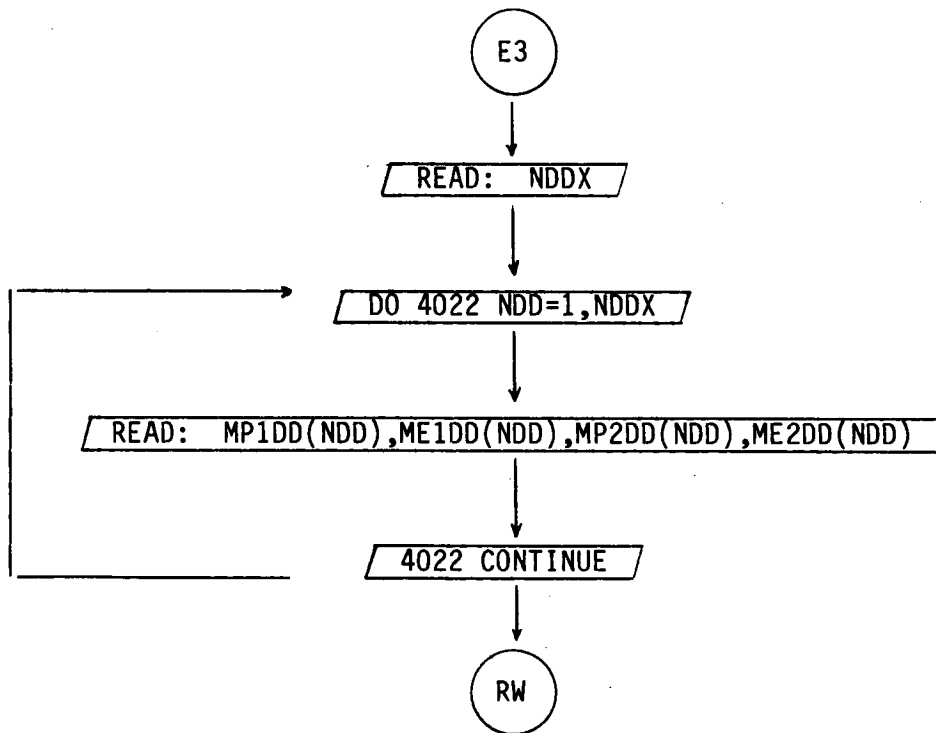 E3
READ: NDDX
DO 4022 NDD=1,NDDX
READ: MP1DD(NDD),ME1DD(NDD),MP2DD(NDD),ME2DD(NDD)
4022 CONTINUE
RW